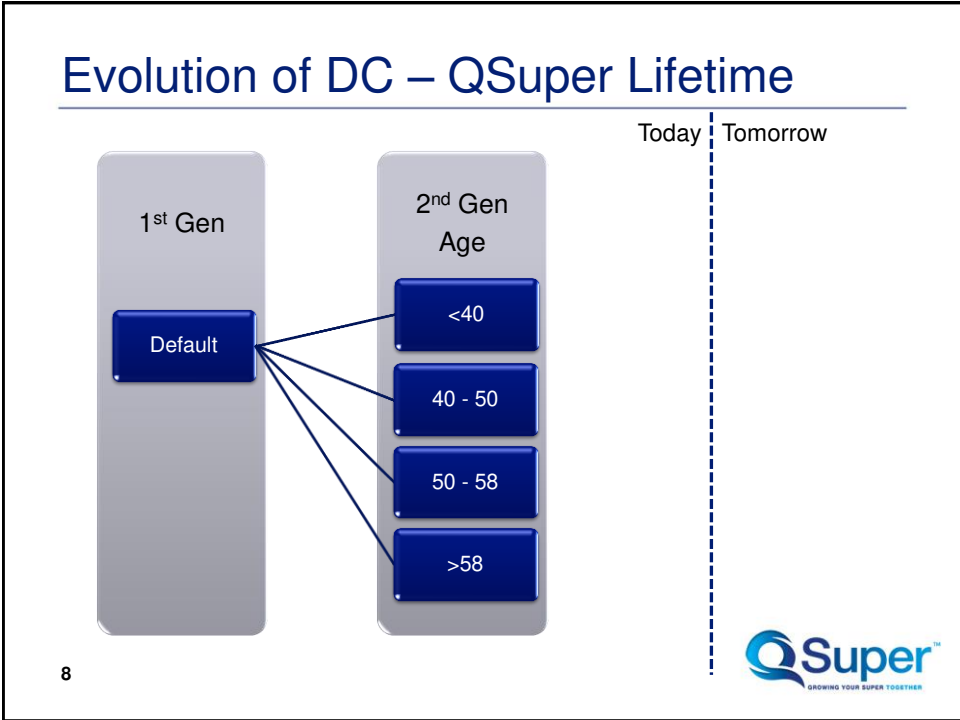 Evolution of DC – QSuper Lifetime
Today
Tomorrow
1st Gen
Default
2nd Gen
Age
<40
40 - 50
50 - 58
>58
8
QSuper™
GROWING YOUR SUPER TOGETHER